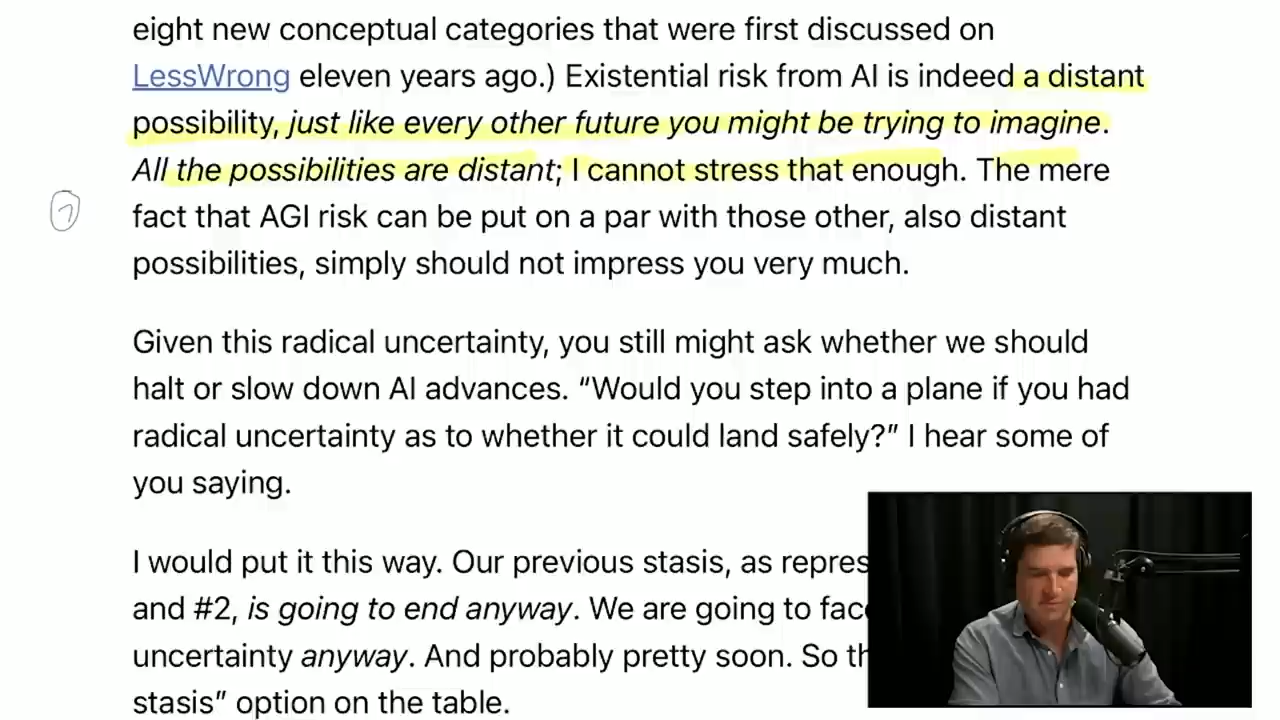 eight new conceptual categories that were first discussed on
LessWrong eleven years ago.) Existential risk from AI is indeed a distant
possibility, just like every other future you might be trying to imagine.
All the possibilities are distant; I cannot stress that enough. The mere
fact that AGI risk can be put on a par with those other, also distant
possibilities, simply should not impress you very much.
Given this radical uncertainty, you still might ask whether we should
halt or slow down AI advances. “Would you step into a plane if you had
radical uncertainty as to whether it could land safely?” I hear some of
you saying.
I would put it this way. Our previous stasis, as repres
and #2, is going to end anyway. We are going to fac
uncertainty anyway. And probably pretty soon. So th
stasis” option on the table.